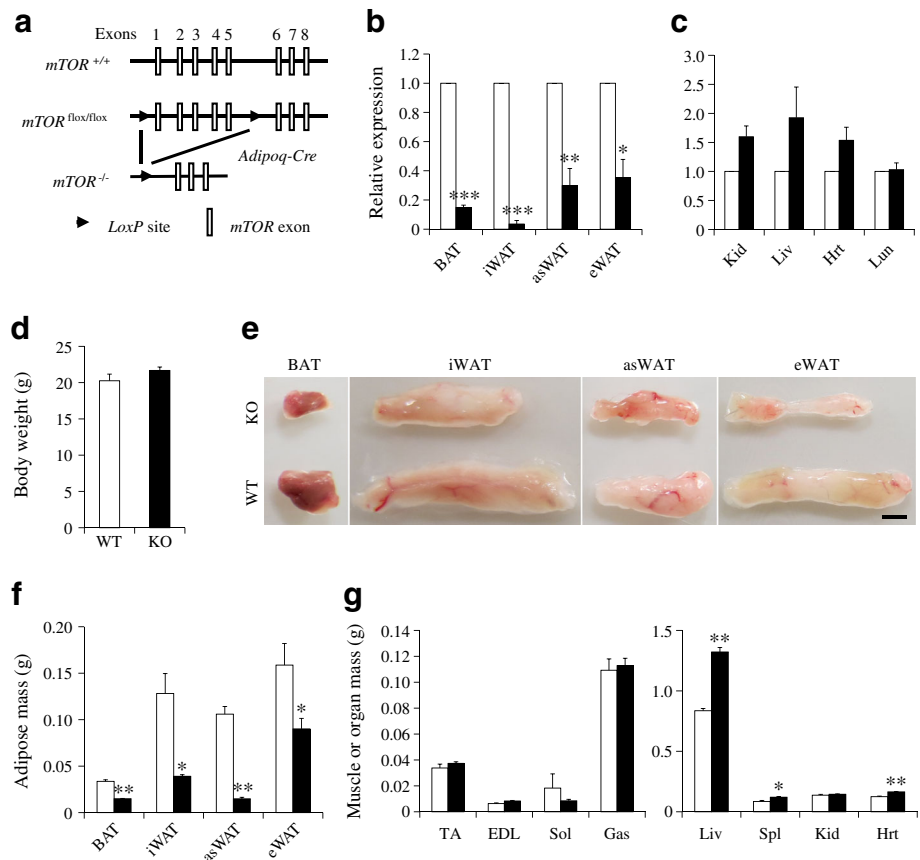 a
Exons 1 2 3 4 5 6 7 8
mTOR +/+
mTOR flox/flox
Adipoq-Cre
mTOR -/-
LoxP site
mTOR exon
b
Relative expression
1.2
1.0
0.8
0.6
0.4
0.2
0
***
***
**
*
BAT iWAT asWAT eWAT
c
3.0
2.5
2.0
1.5
1.0
0.5
0
Kid Liv Hrt Lun
d
Body weight (g)
25
20
15
10
5
0
WT KO
e
BAT iWAT asWAT eWAT
KO
WT
f
Adipose mass (g)
0.20
0.15
0.10
0.05
0
**
*
**
*
BAT iWAT asWAT eWAT
g
Muscle or organ mass (g)
0.14
0.12
0.10
0.08
0.06
0.04
0.02
0
TA EDL Sol Gas
1.5
1.0
0.5
0
**
*
**
Liv Spl Kid Hrt